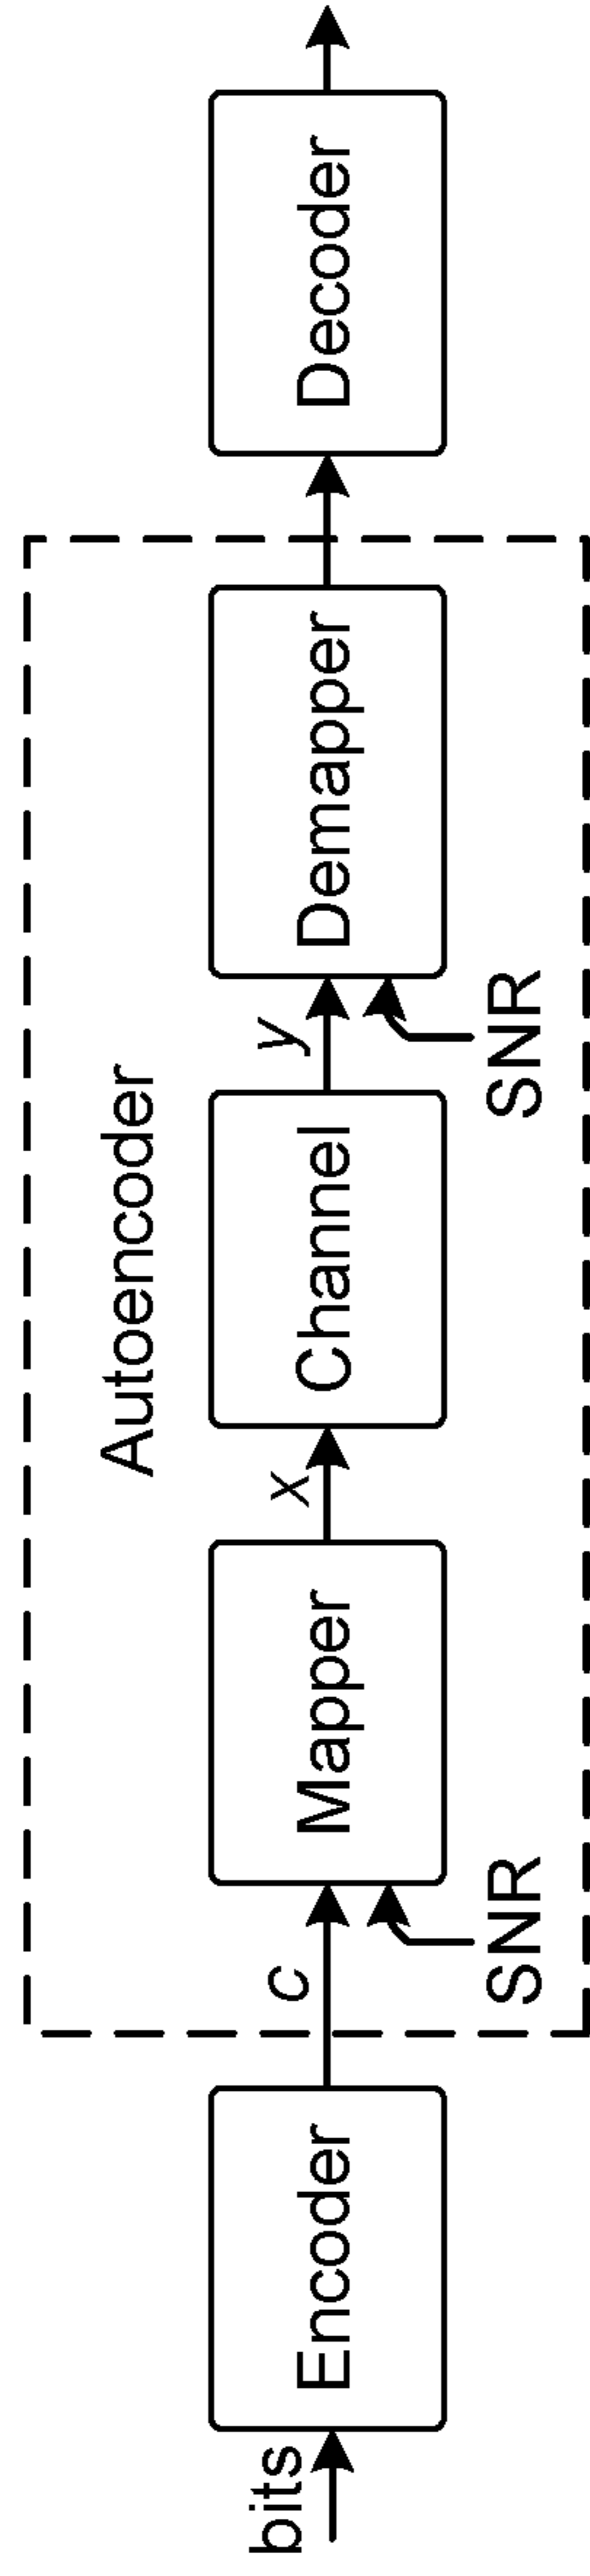 bits
Encoder
c
SNR
Mapper
x
Autoencoder
Channel
y
SNR
Demapper
Decoder